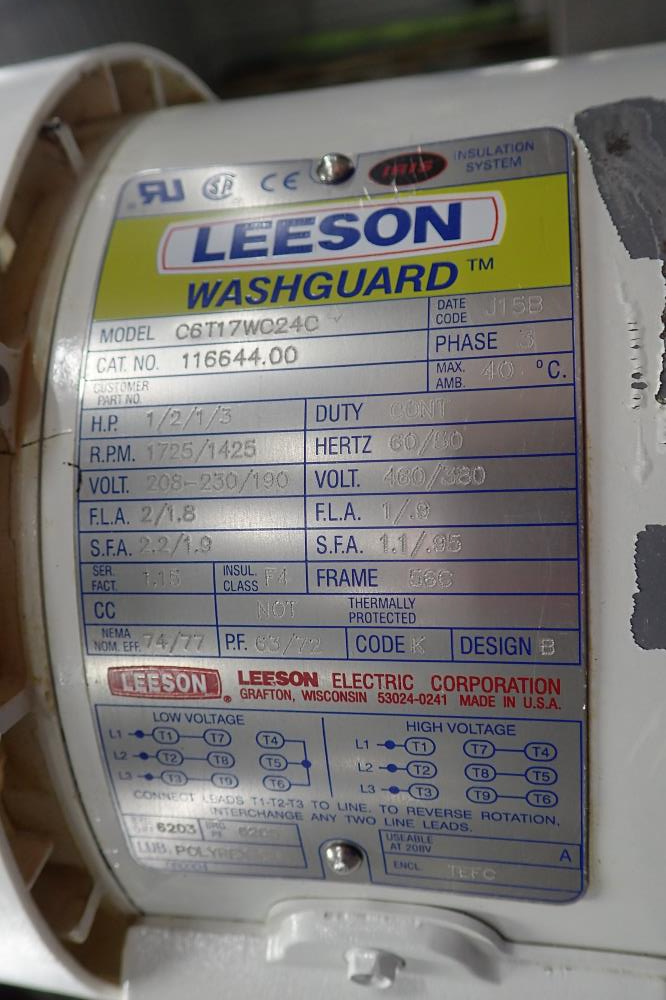 IRIS INSULATION SYSTEM
CE
LEESON
WASHGUARD™
MODEL C6T17WC24C
DATE CODE J15B
CAT. NO. 116644.00
PHASE 3
CUSTOMER PART NO.
MAX. AMB. 40 °C.
H.P. 1/2/1/3 DUTY CONT
R.P.M. 1725/1425 HERTZ 60/50
VOLT. 208-230/190 VOLT. 460/380
F.L.A. 2/1.8 F.L.A. 1/.9
S.F.A. 2.2/1.9 S.F.A. 1.1/.95
SER. FACT. 1.15 INSUL. CLASS F4 FRAME 56C
CC NOT THERMALLY PROTECTED
NEMA NOM. EFF. 74/77 P.F. 63/72 CODE K DESIGN B
LEESON® LEESON ELECTRIC CORPORATION
GRAFTON, WISCONSIN 53024-0241 MADE IN U.S.A.
LOW VOLTAGE
L1 T1 T7 T4
L2 T2 T8 T5
L3 T3 T9 T6
HIGH VOLTAGE
L1 T1 T7 T4
L2 T2 T8 T5
L3 T3 T9 T6
CONNECT LEADS T1-T2-T3 TO LINE. TO REVERSE ROTATION,
INTERCHANGE ANY TWO LINE LEADS.
6203
USEABLE AT 208V A
LUB.
ENCL. TEFC